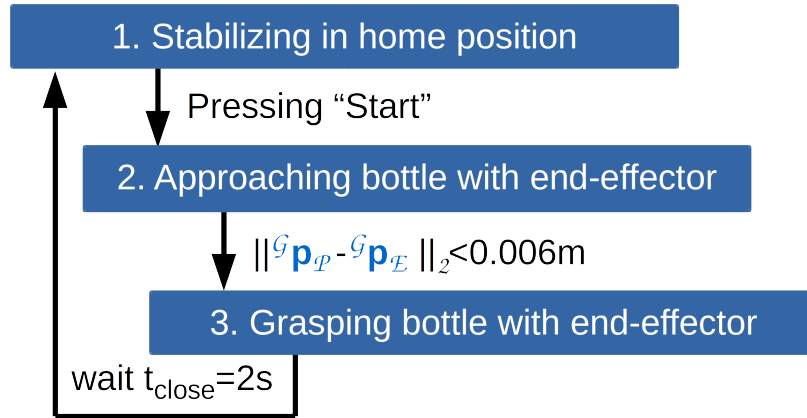 1. Stabilizing in home position
Pressing “Start”
2. Approaching bottle with end-effector
||𝒢p𝒫-𝒢pℰ||₂<0.006m
3. Grasping bottle with end-effector
wait tclose=2s